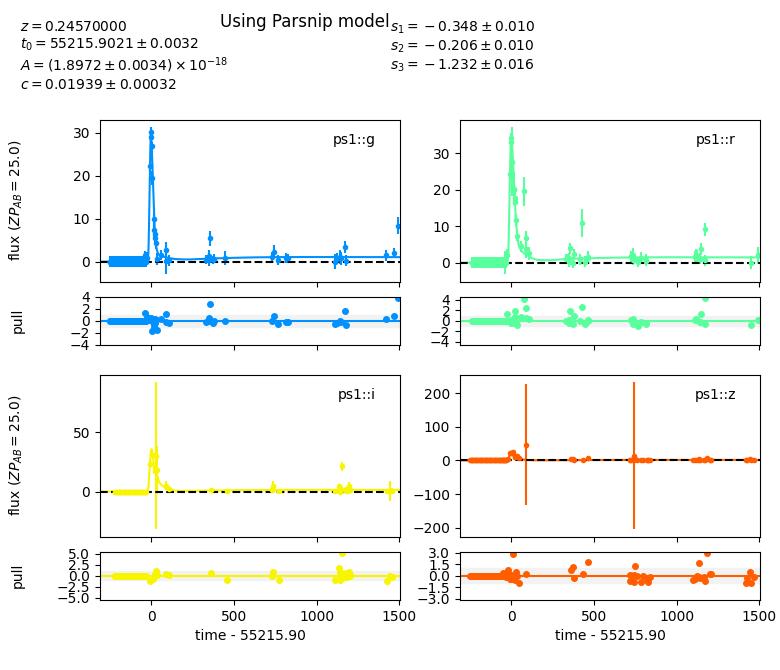 Using Parsnip model
z = 0.24570000
t₀ = 55215.9021 ± 0.0032
A = (1.8972 ± 0.0034) × 10⁻¹⁸
c = 0.01939 ± 0.00032
s₁ = −0.348 ± 0.010
s₂ = −0.206 ± 0.010
s₃ = −1.232 ± 0.016
flux (ZP_AB = 25.0)
30
20
10
0
ps1::g
30
20
10
0
ps1::r
pull
4
2
0
−2
−4
4
2
0
−2
−4
flux (ZP_AB = 25.0)
50
0
ps1::i
200
100
0
−100
−200
ps1::z
pull
5.0
2.5
0.0
−2.5
−5.0
3.0
1.5
0.0
−1.5
−3.0
0 500 1000 1500
0 500 1000 1500
time - 55215.90
time - 55215.90